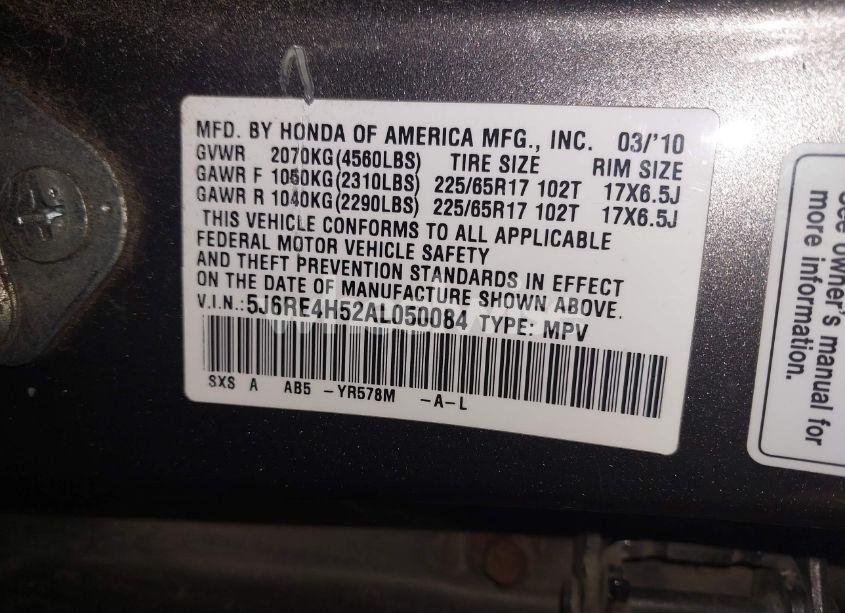 MFD. BY HONDA OF AMERICA MFG., INC. 03/'10
GVWR 2070KG(4560LBS) TIRE SIZE RIM SIZE
GAWR F 1050KG(2310LBS) 225/65R17 102T 17X6.5J
GAWR R 1040KG(2290LBS) 225/65R17 102T 17X6.5J
THIS VEHICLE CONFORMS TO ALL APPLICABLE
FEDERAL MOTOR VEHICLE SAFETY
AND THEFT PREVENTION STANDARDS IN EFFECT
ON THE DATE OF MANUFACTURE SHOWN ABOVE.
V.I.N.: 5J6RE4H52AL050084 TYPE: MPV
SXS A AB5 -YR578M -A-L
See owner's manual for
more information.